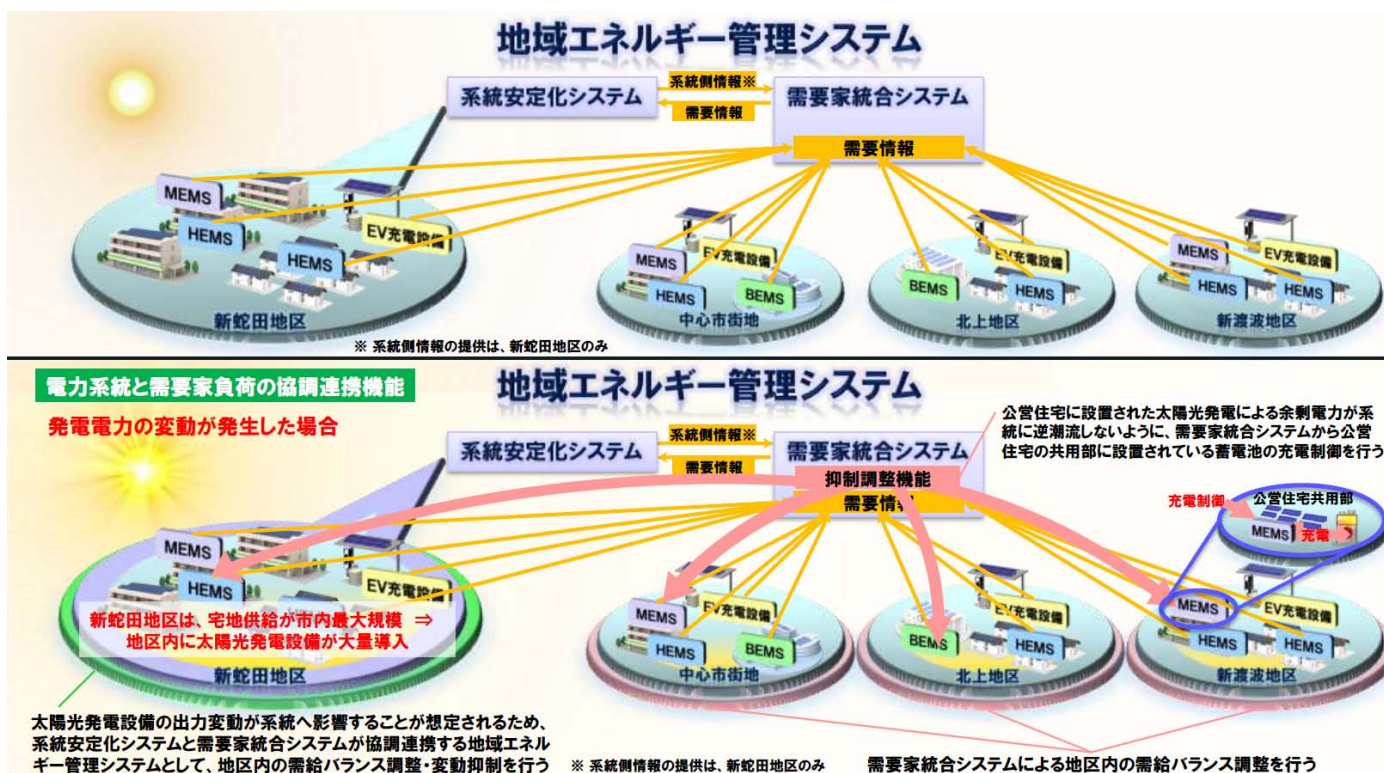 地域エネルギー管理システム
系統安定化システム
系統側情報※
需要情報
需要家統合システム
需要情報
MEMS
HEMS
HEMS
EV充電設備
新蛇田地区
MEMS
EV充電設備
HEMS
BEMS
中心市街地
EV充電設備
BEMS
HEMS
北上地区
MEMS
EV充電設備
HEMS
HEMS
新渡波地区
※ 系統側情報の提供は、新蛇田地区のみ
電力系統と需要家負荷の協調連携機能
発電電力の変動が発生した場合
地域エネルギー管理システム
系統安定化システム
系統側情報※
需要情報
需要家統合システム
抑制調整機能
需要情報
公営住宅に設置された太陽光発電による余剰電力が系
統に逆潮流しないように、需要家統合システムから公営
住宅の共用部に設置されている蓄電池の充電制御を行う
充電制御
公営住宅共用部
MEMS
充電
MEMS
HEMS
EV充電設備
新蛇田地区は、宅地供給が市内最大規模 ⇒
地区内に太陽光発電設備が大量導入
新蛇田地区
MEMS
EV充電設備
HEMS
BEMS
中心市街地
EV充電設備
BEMS
HEMS
北上地区
MEMS
EV充電設備
HEMS
HEMS
新渡波地区
太陽光発電設備の出力変動が系統へ影響することが想定されるため、
系統安定化システムと需要家統合システムが協調連携する地域エネル
ギー管理システムとして、地区内の需給バランス調整・変動抑制を行う
※ 系統側情報の提供は、新蛇田地区のみ
需要家統合システムによる地区内の需給バランス調整を行う